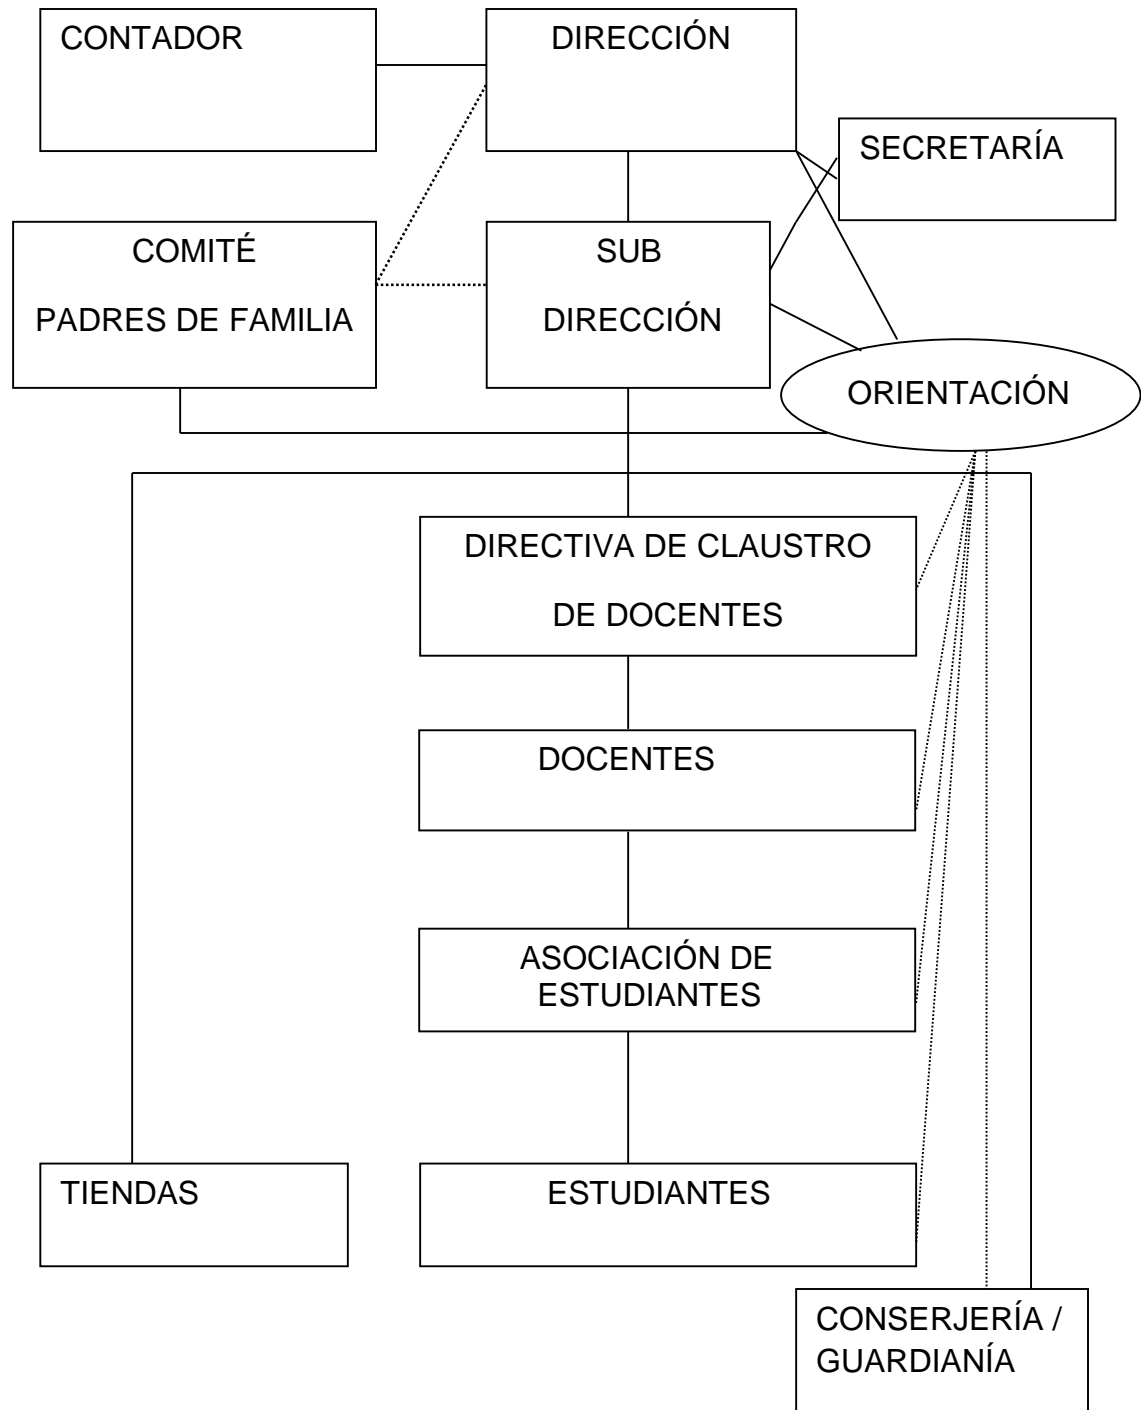 CONTADOR
DIRECCIÓN
SECRETARÍA
COMITÉ
PADRES DE FAMILIA
SUB
DIRECCIÓN
ORIENTACIÓN
DIRECTIVA DE CLAUSTRO
DE DOCENTES
DOCENTES
ASOCIACIÓN DE
ESTUDIANTES
TIENDAS
ESTUDIANTES
CONSERJERÍA /
GUARDIANÍA